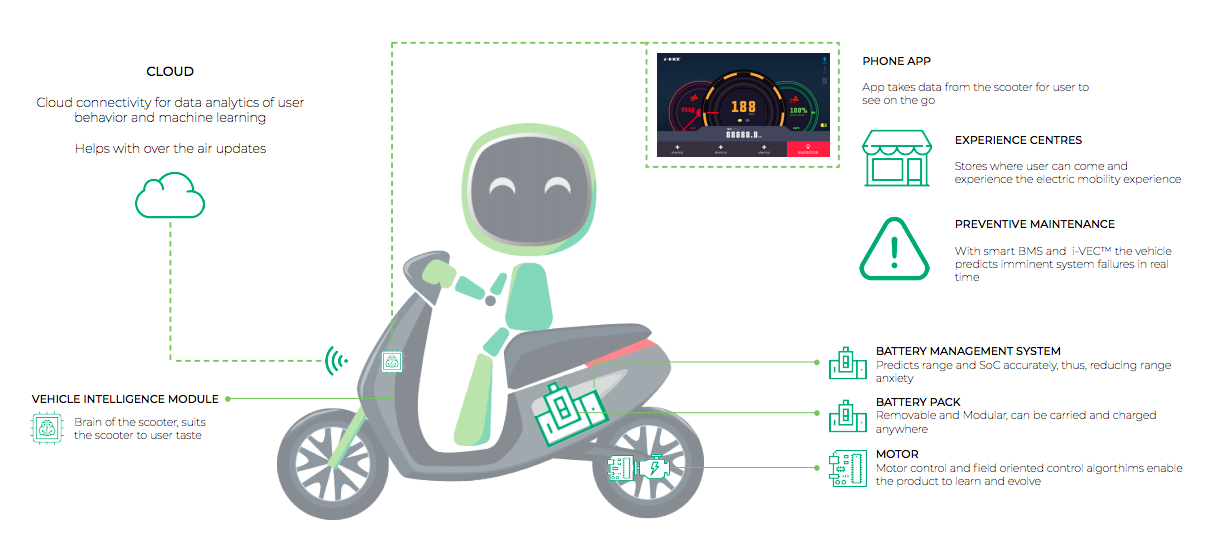 CLOUD
Cloud connectivity for data analytics of user
behavior and machine learning
Helps with over the air updates
VEHICLE INTELLIGENCE MODULE
Brain of the scooter, suits
the scooter to user taste
188
100%
88888.8
PHONE APP
App takes data from the scooter for user to
see on the go
EXPERIENCE CENTRES
Stores where user can come and
experience the electric mobility experience
PREVENTIVE MAINTENANCE
With smart BMS and i-VEC™ the vehicle
predicts imminent system failures in real
time
BATTERY MANAGEMENT SYSTEM
Predicts range and SoC accurately, thus, reducing range
anxiety
BATTERY PACK
Removable and Modular, can be carried and charged
anywhere
MOTOR
Motor control and field oriented control algorthims enable
the product to learn and evolve